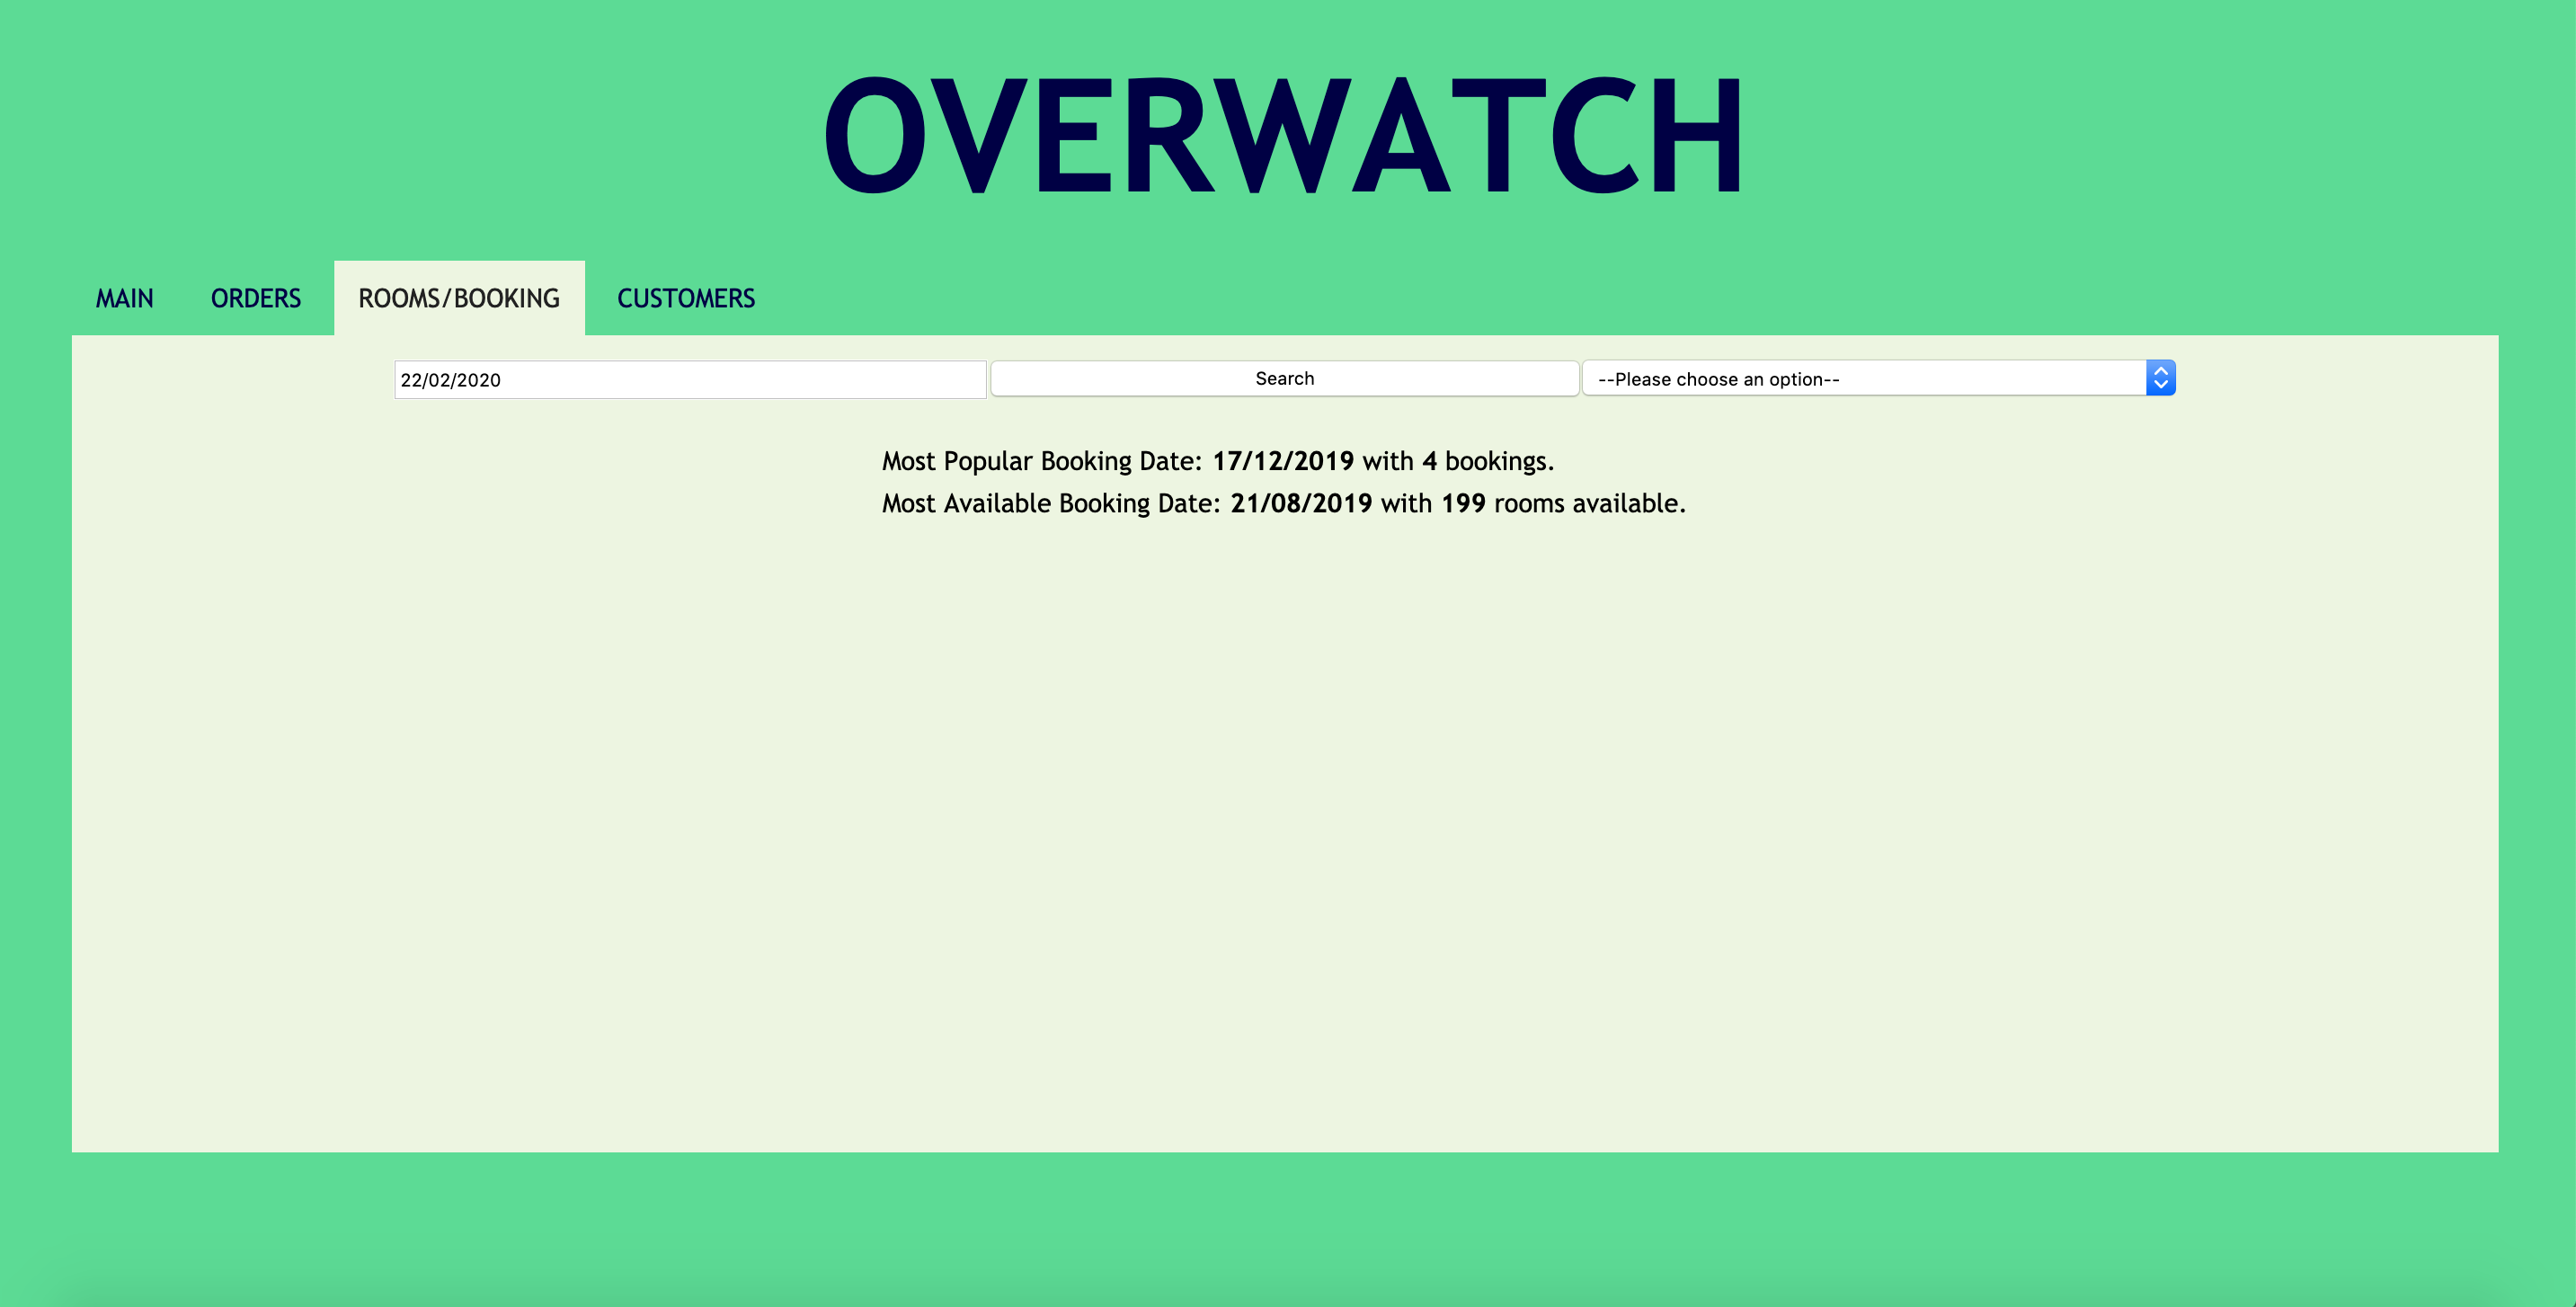 OVERWATCH
MAIN ORDERS ROOMS/BOOKING CUSTOMERS
22/02/2020 Search --Please choose an option--
Most Popular Booking Date: 17/12/2019 with 4 bookings.
Most Available Booking Date: 21/08/2019 with 199 rooms available.